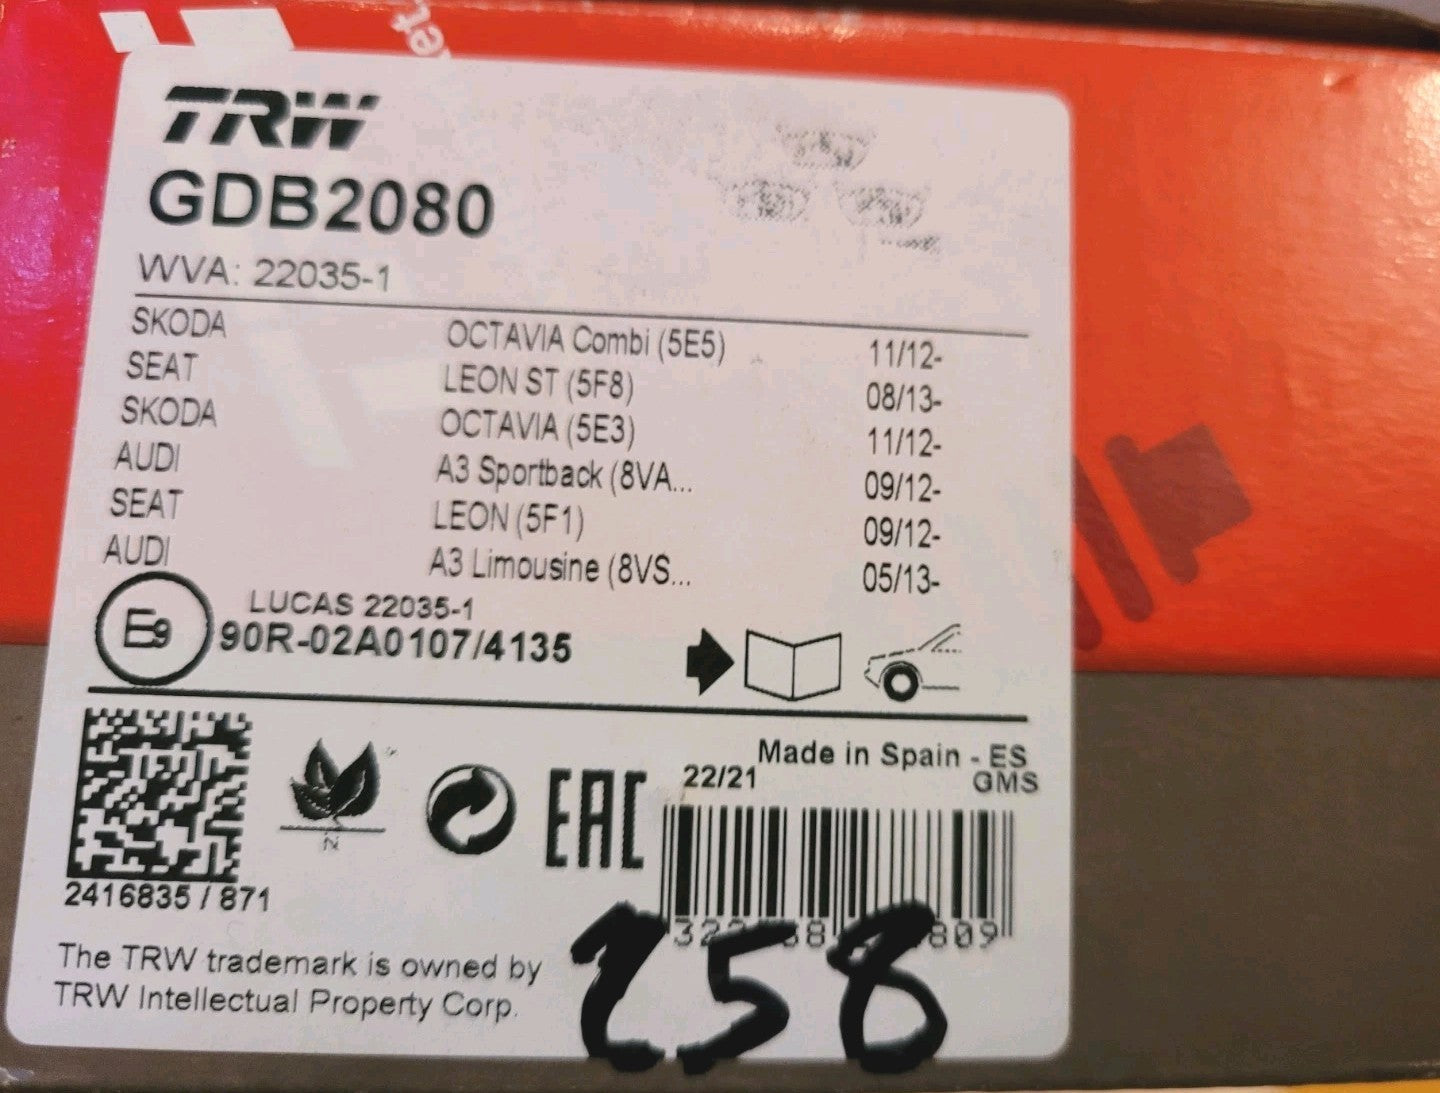 TRW
GDB2080
WVA: 22035-1
SKODA OCTAVIA Combi (5E5) 11/12-
SEAT LEON ST (5F8) 08/13-
SKODA OCTAVIA (5E3) 11/12-
AUDI A3 Sportback (8VA... 09/12-
SEAT LEON (5F1) 09/12-
AUDI A3 Limousine (8VS... 05/13-
LUCAS 22035-1
E9 90R-02A0107/4135
Made in Spain - ES
22/21 GMS
EAC
N
2416835 / 871
The TRW trademark is owned by
TRW Intellectual Property Corp.
258